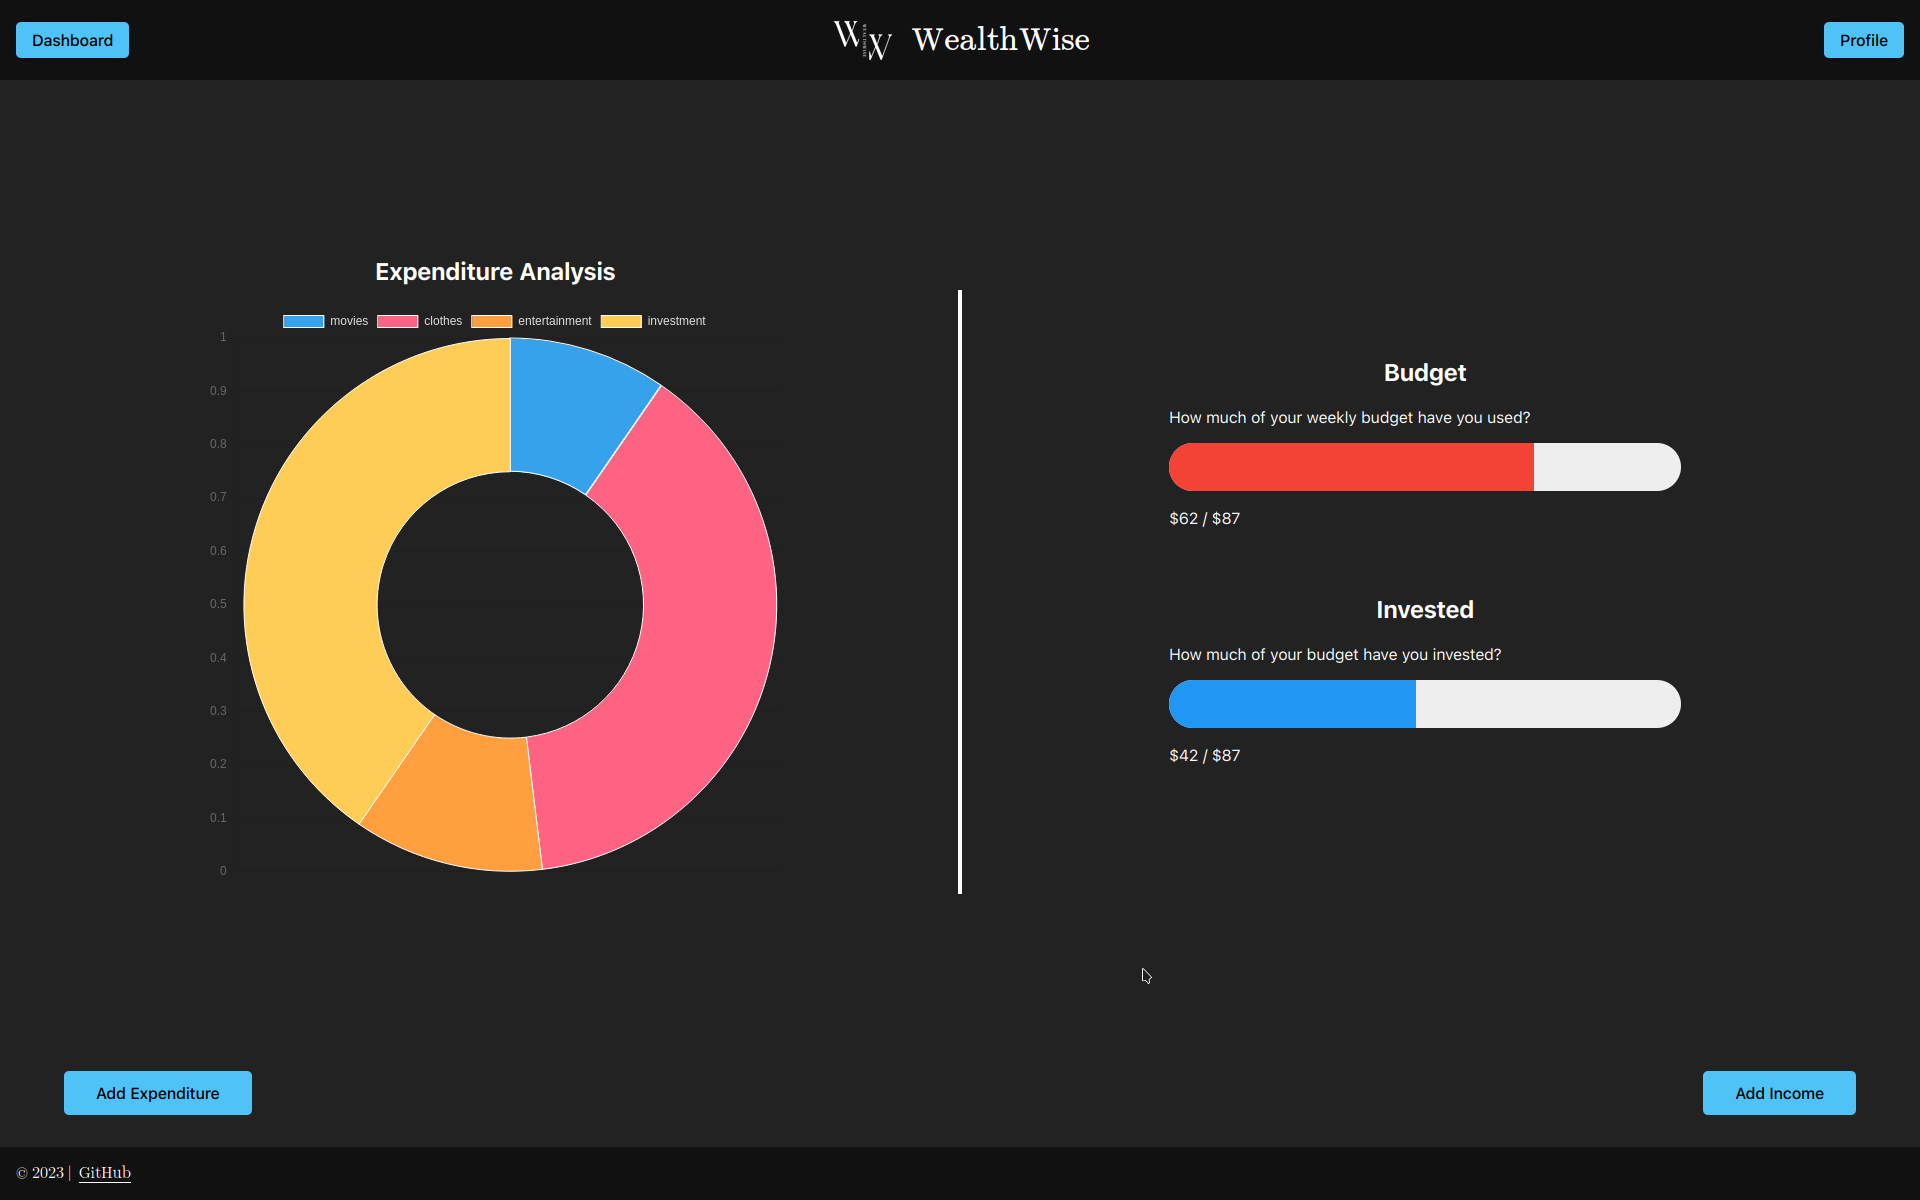 Dashboard
W W WealthWise
Profile
Expenditure Analysis
movies clothes entertainment investment
1
0.9
0.8
0.7
0.6
0.5
0.4
0.3
0.2
0.1
0
Budget
How much of your weekly budget have you used?
$62 / $87
Invested
How much of your budget have you invested?
$42 / $87
Add Expenditure
Add Income
© 2023 | GitHub